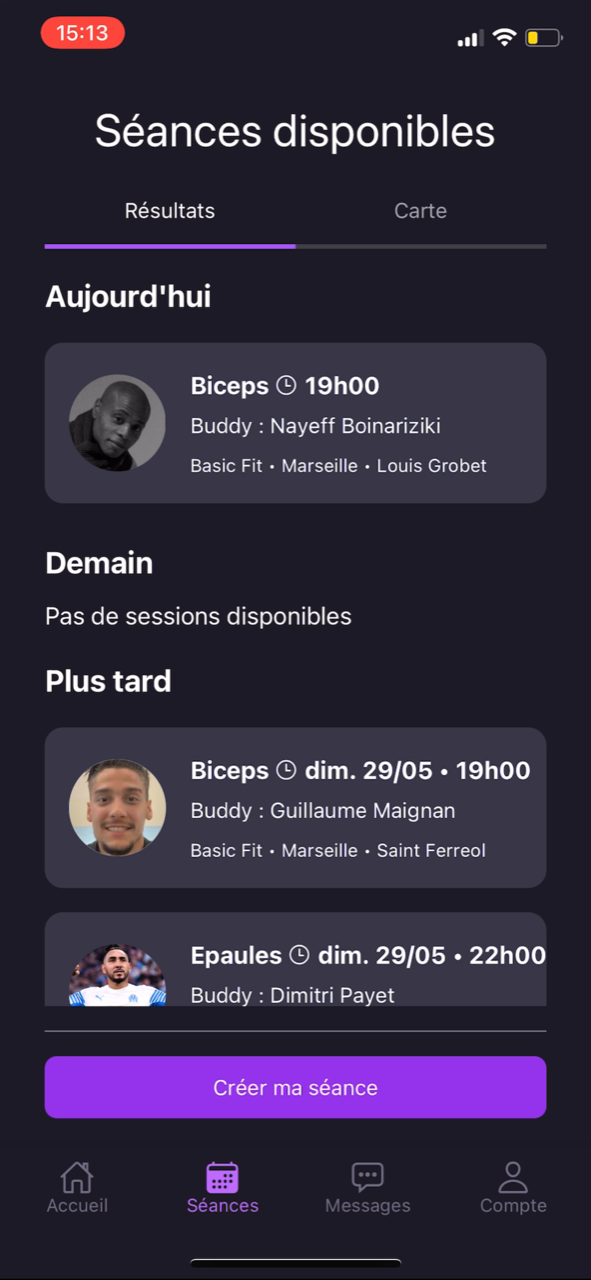 15:13
Séances disponibles
Résultats Carte
Aujourd'hui
Biceps 19h00
Buddy : Nayeff Boinariziki
Basic Fit • Marseille • Louis Grobet
Demain
Pas de sessions disponibles
Plus tard
Biceps dim. 29/05 • 19h00
Buddy : Guillaume Maignan
Basic Fit • Marseille • Saint Ferreol
Epaules dim. 29/05 • 22h00
Buddy : Dimitri Payet
Créer ma séance
Accueil Séances Messages Compte